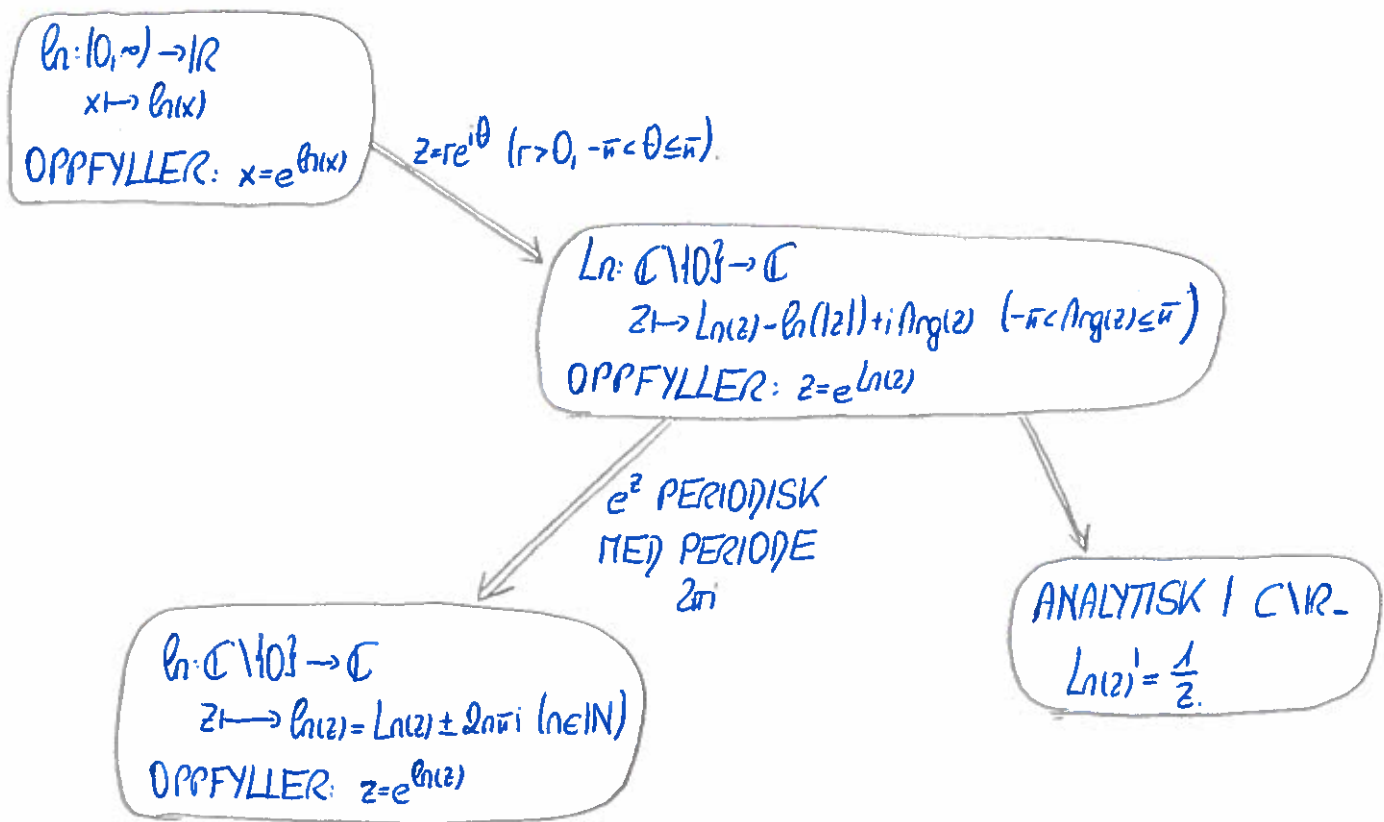 ln: (0,∞) → ℝ
x ↦ ln(x)
OPPFYLLER: x = e^{ln(x)}
z = re^{iθ} (r > 0, -π < θ ≤ π).
Ln: ℂ\{0} → ℂ
z ↦ Ln(z) - ln(|z|) + i Arg(z) (-π < Arg(z) ≤ π)
OPPFYLLER: z = e^{Ln(z)}
e^z PERIODISK
MED PERIODE
2πi
ln: ℂ\{0} → ℂ
z ↦ ln(z) = Ln(z) ± 2nπi (n∈ℕ)
OPPFYLLER: z = e^{ln(z)}
ANALYTISK I ℂ\ℝ_
Ln(z)' = 1/z.